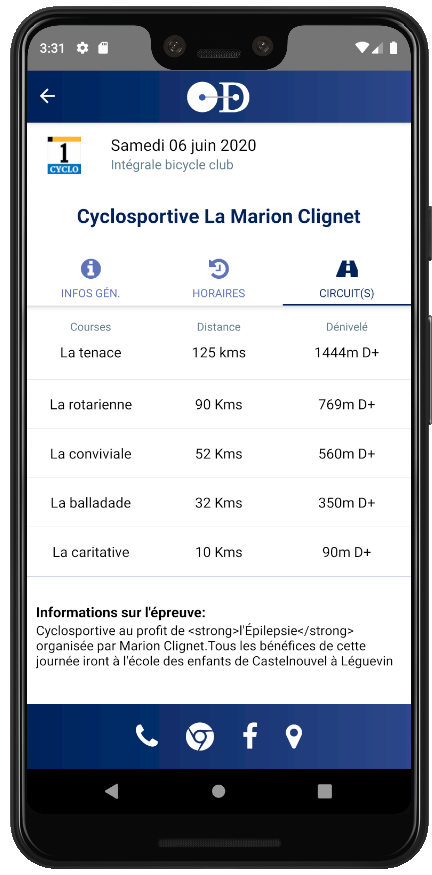 3:31
1
CYCLO
Samedi 06 juin 2020
Intégrale bicycle club
Cyclosportive La Marion Clignet
INFOS GÉN. HORAIRES CIRCUIT(S)
Courses Distance Dénivelé
La tenace 125 kms 1444m D+
La rotarienne 90 Kms 769m D+
La conviviale 52 Kms 560m D+
La balladade 32 Kms 350m D+
La caritative 10 Kms 90m D+
Informations sur l'épreuve:
Cyclosportive au profit de <strong>l'Épilepsie</strong>
organisée par Marion Clignet.Tous les bénéfices de cette
journée iront à l'école des enfants de Castelnouvel à Léguevin